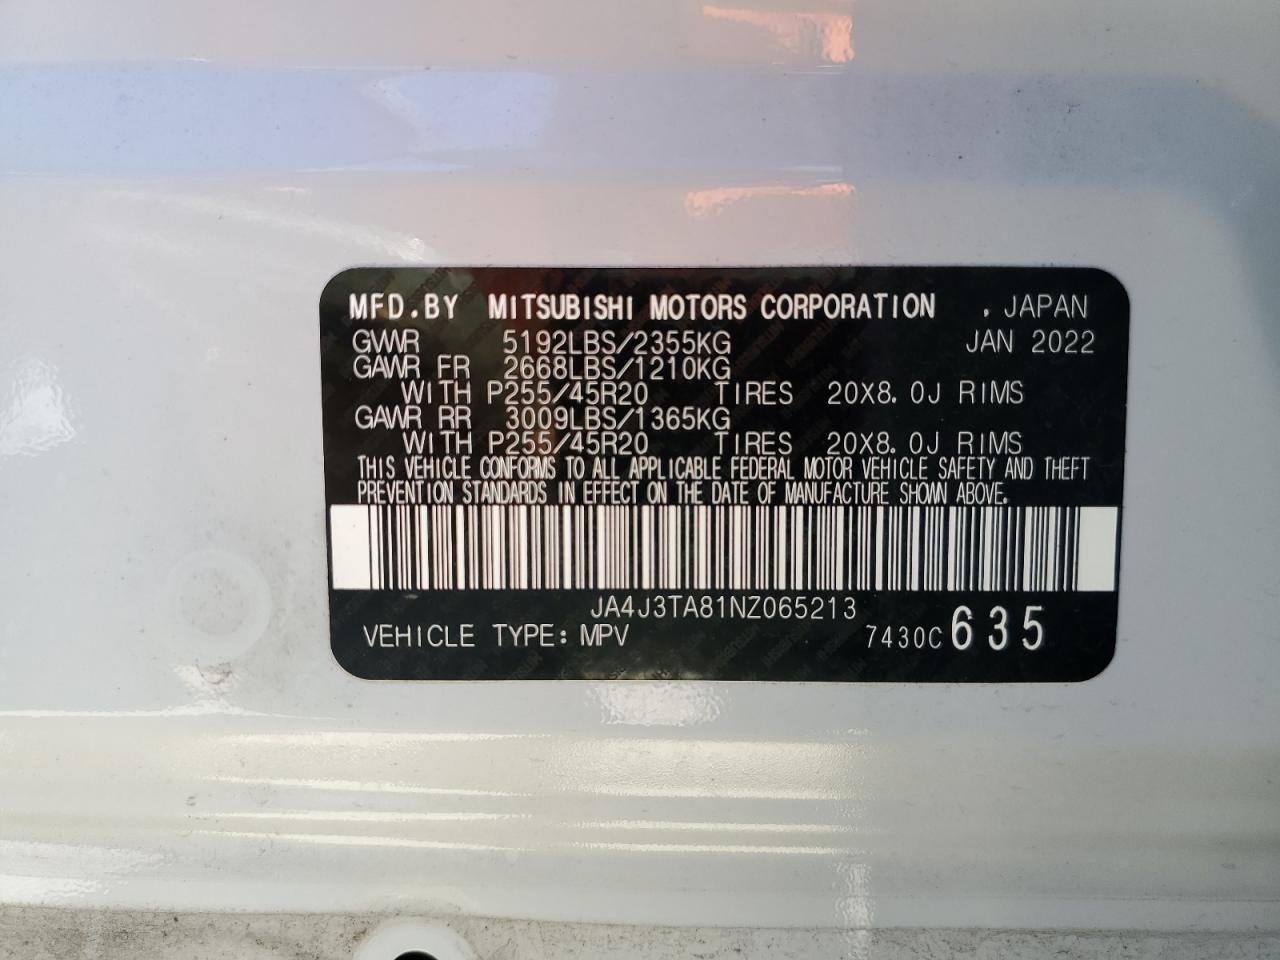 MFD.BY MITSUBISHI MOTORS CORPORATION . JAPAN
GVWR 5192LBS/2355KG JAN 2022
GAWR FR 2668LBS/1210KG
WITH P255/45R20 TIRES 20X8.0J RIMS
GAWR RR 3009LBS/1365KG
WITH P255/45R20 TIRES 20X8.0J RIMS
THIS VEHICLE CONFORMS TO ALL APPLICABLE FEDERAL MOTOR VEHICLE SAFETY AND THEFT
PREVENTION STANDARDS IN EFFECT ON THE DATE OF MANUFACTURE SHOWN ABOVE.
JA4J3TA81NZ065213
VEHICLE TYPE: MPV 7430C 635